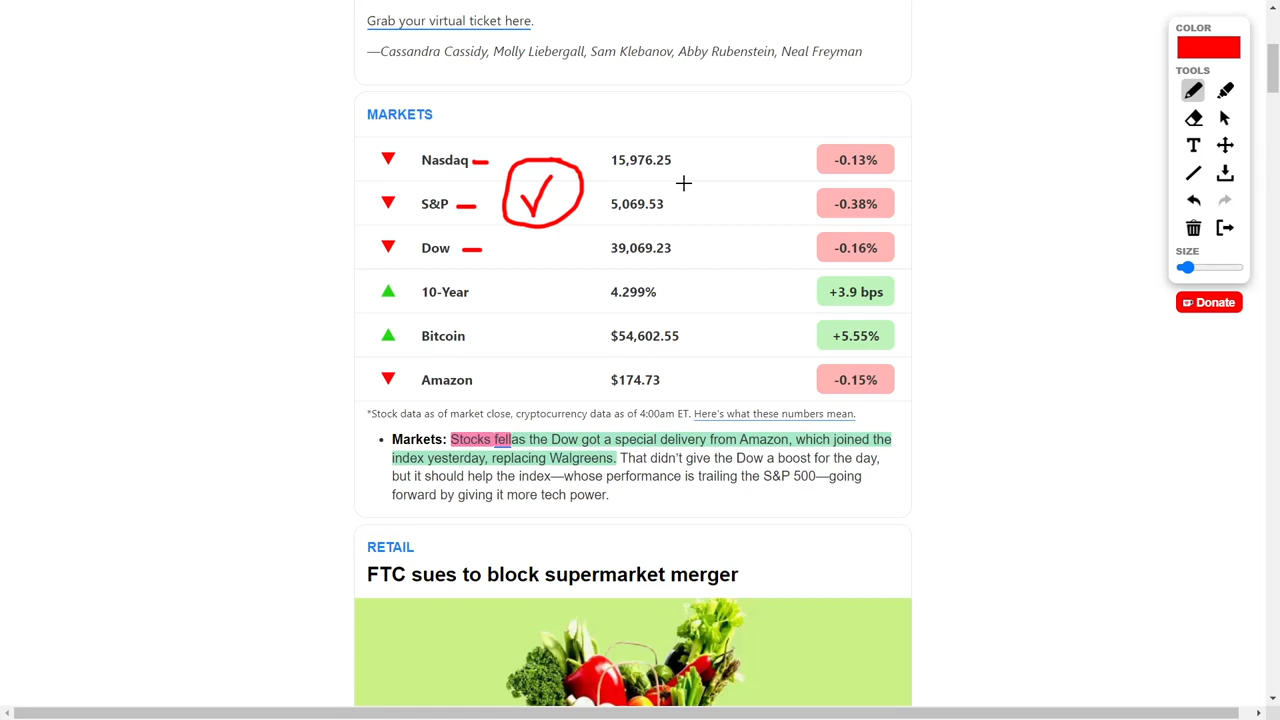 Grab your virtual ticket here.
—Cassandra Cassidy, Molly Liebergall, Sam Klebanov, Abby Rubenstein, Neal Freyman
MARKETS
Nasdaq 15,976.25 -0.13%
S&P 5,069.53 -0.38%
Dow 39,069.23 -0.16%
10-Year 4.299% +3.9 bps
Bitcoin $54,602.55 +5.55%
Amazon $174.73 -0.15%
*Stock data as of market close, cryptocurrency data as of 4:00am ET. Here's what these numbers mean.
• Markets: Stocks fellas the Dow got a special delivery from Amazon, which joined the
index yesterday, replacing Walgreens. That didn't give the Dow a boost for the day,
but it should help the index—whose performance is trailing the S&P 500—going
forward by giving it more tech power.
RETAIL
FTC sues to block supermarket merger
COLOR
TOOLS
T
SIZE
Donate